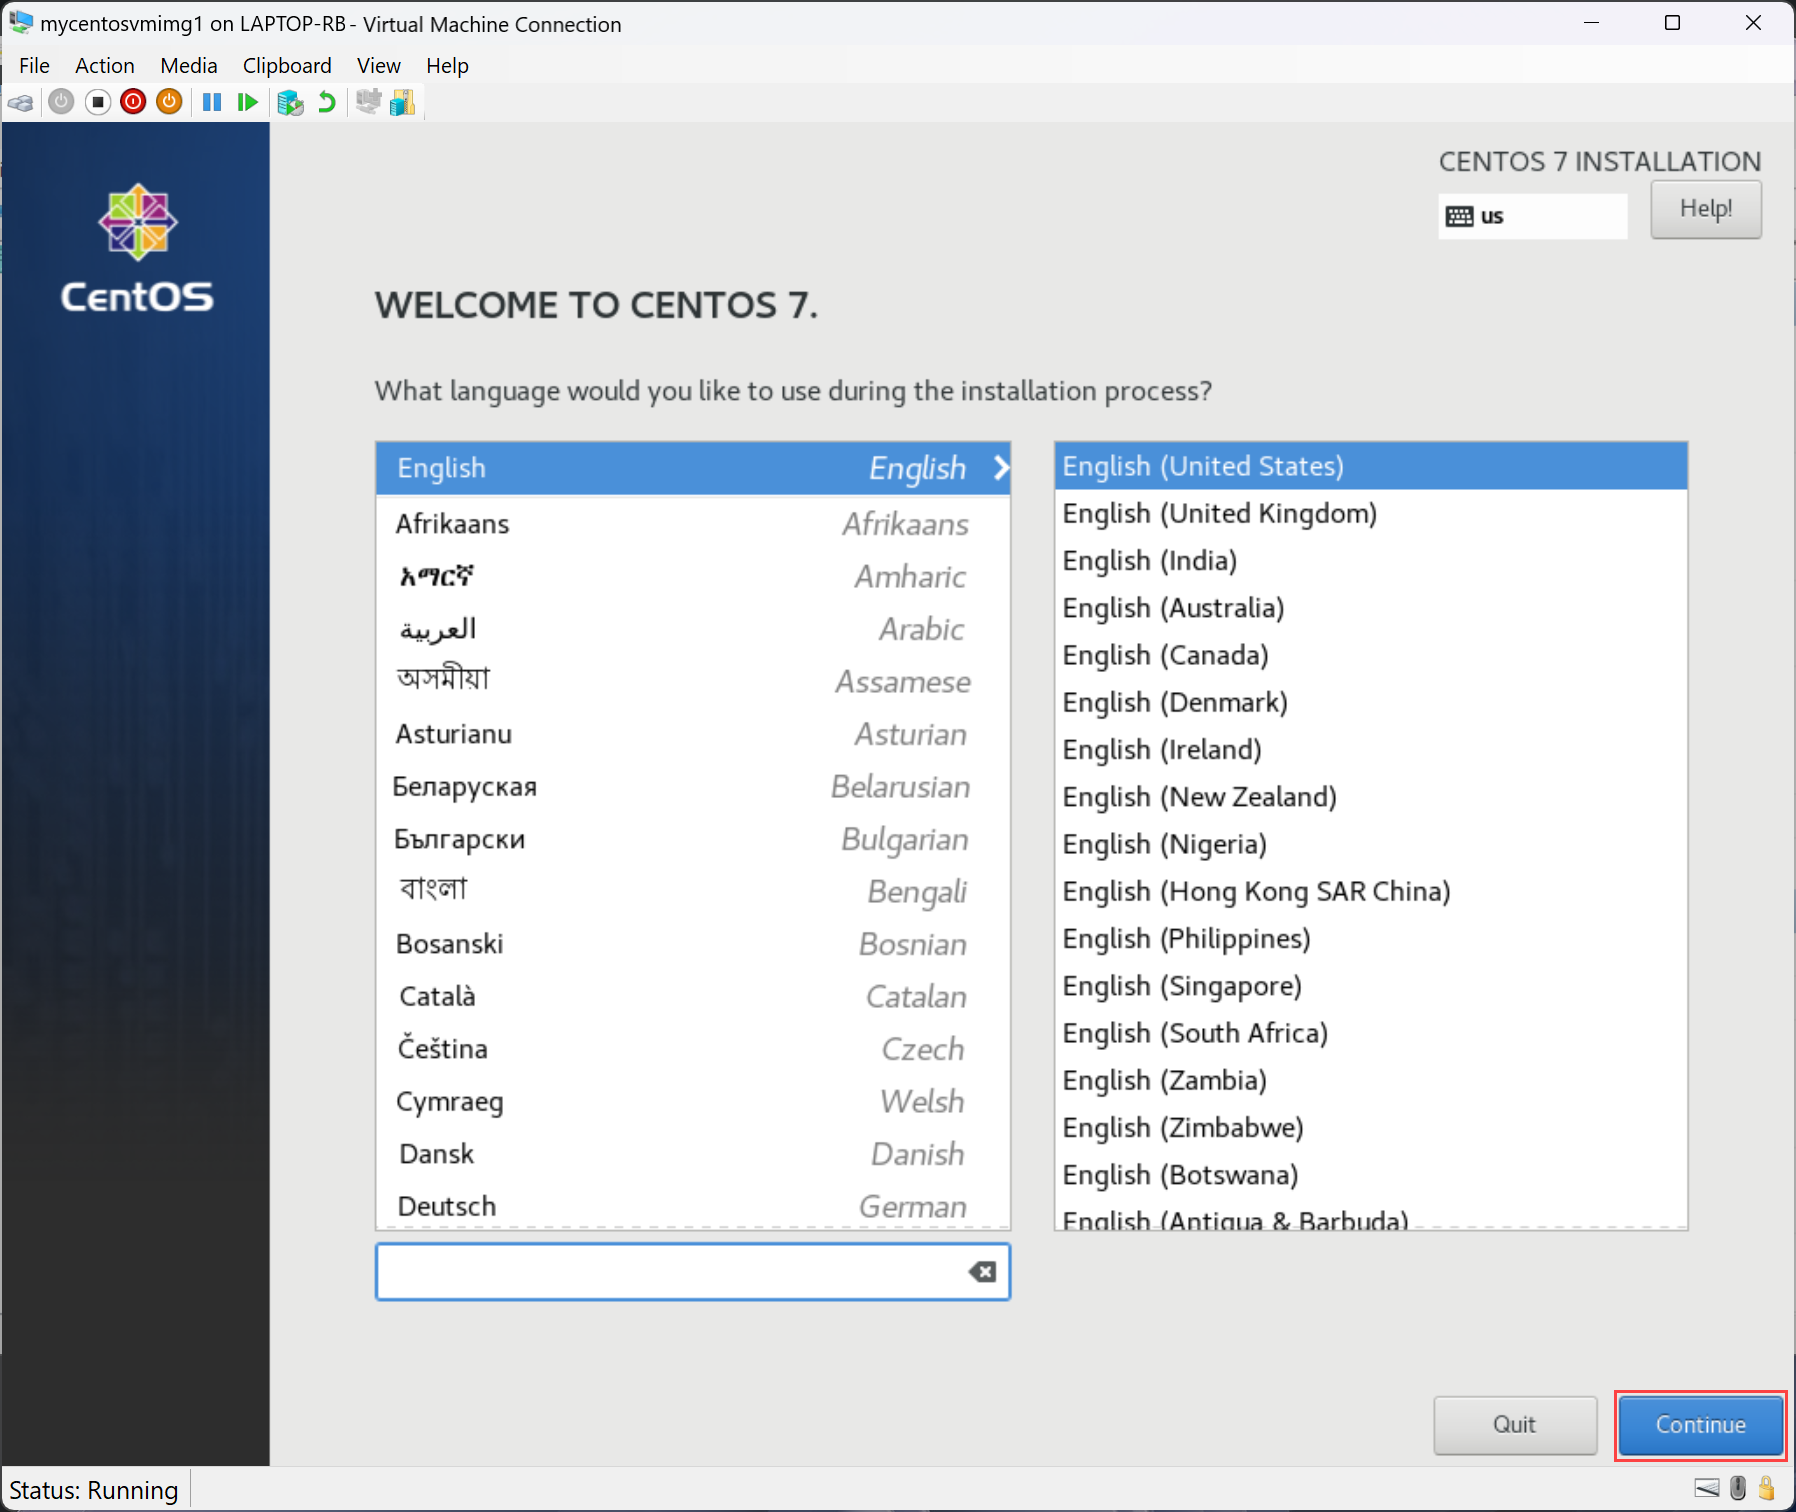 mycentosvmimg1 on LAPTOP-RB - Virtual Machine Connection
File Action Media Clipboard View Help
CentOS
CENTOS 7 INSTALLATION
us
Help!
WELCOME TO CENTOS 7.
What language would you like to use during the installation process?
English English
Afrikaans Afrikaans
አማርኛ Amharic
العربية Arabic
অসমীয়া Assamese
Asturianu Asturian
Беларуская Belarusian
Български Bulgarian
বাংলা Bengali
Bosanski Bosnian
Català Catalan
Čeština Czech
Cymraeg Welsh
Dansk Danish
Deutsch German
English (United States)
English (United Kingdom)
English (India)
English (Australia)
English (Canada)
English (Denmark)
English (Ireland)
English (New Zealand)
English (Nigeria)
English (Hong Kong SAR China)
English (Philippines)
English (Singapore)
English (South Africa)
English (Zambia)
English (Zimbabwe)
English (Botswana)
English (Antigua & Barbuda)
Quit
Continue
Status: Running